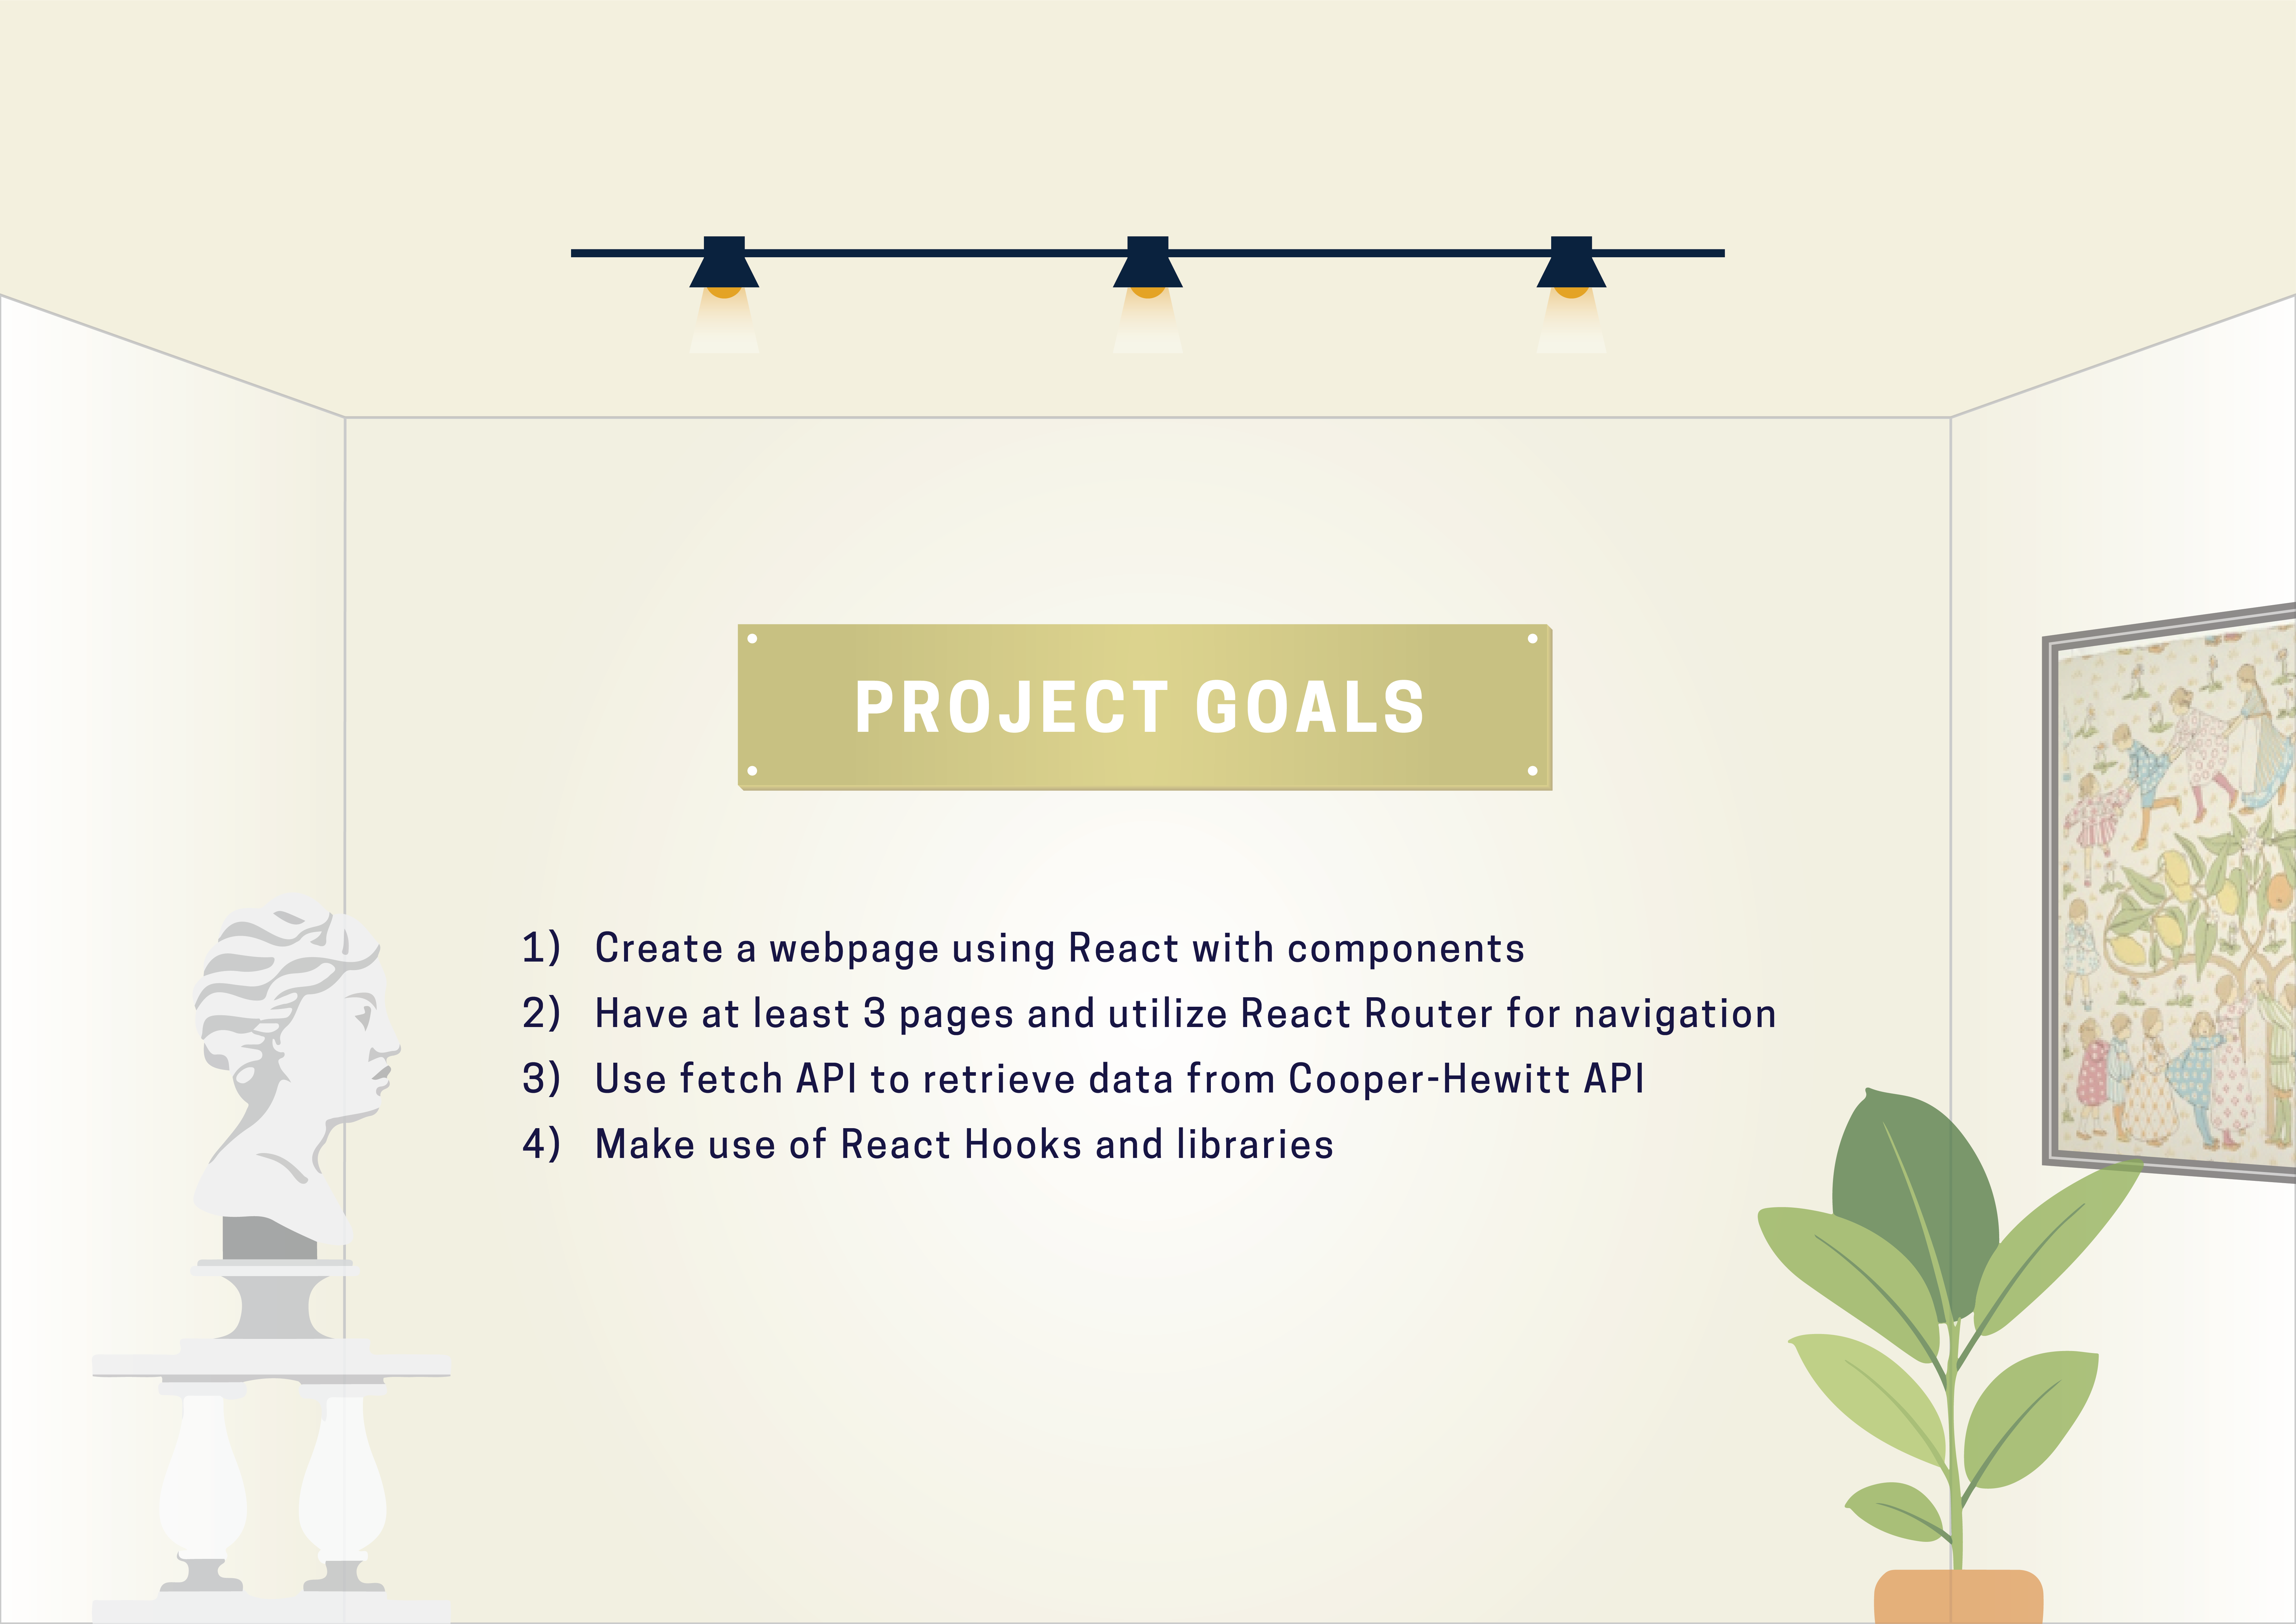 PROJECT GOALS
1) Create a webpage using React with components
2) Have at least 3 pages and utilize React Router for navigation
3) Use fetch API to retrieve data from Cooper-Hewitt API
4) Make use of React Hooks and libraries